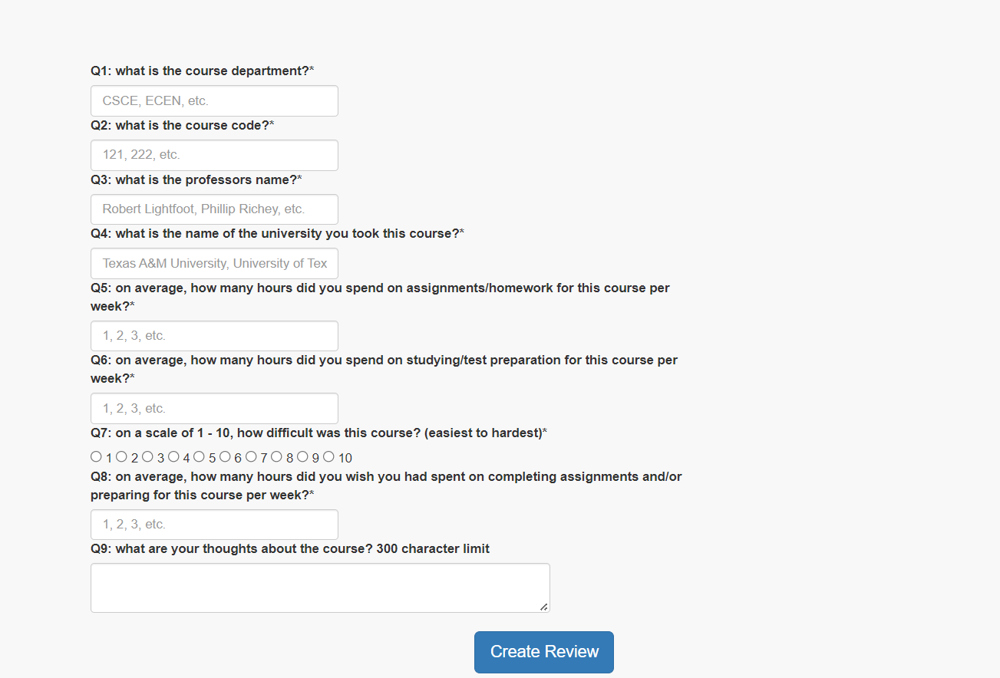 Q1: what is the course department?*
CSCE, ECEN, etc.
Q2: what is the course code?*
121, 222, etc.
Q3: what is the professors name?*
Robert Lightfoot, Phillip Richey, etc.
Q4: what is the name of the university you took this course?*
Texas A&M University, University of Tex
Q5: on average, how many hours did you spend on assignments/homework for this course per
week?*
1, 2, 3, etc.
Q6: on average, how many hours did you spend on studying/test preparation for this course per
week?*
1, 2, 3, etc.
Q7: on a scale of 1 - 10, how difficult was this course? (easiest to hardest)*
1 2 3 4 5 6 7 8 9 10
Q8: on average, how many hours did you wish you had spent on completing assignments and/or
preparing for this course per week?*
1, 2, 3, etc.
Q9: what are your thoughts about the course? 300 character limit
Create Review